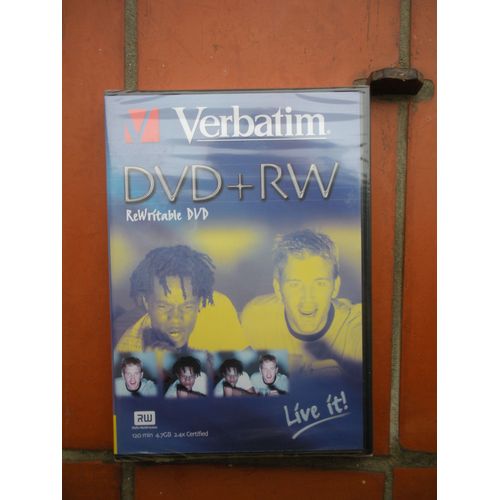 Verbatim®
DVD+RW
ReWritable DVD
Live it!
RW
120 min 4.7GB 2.4x Certified